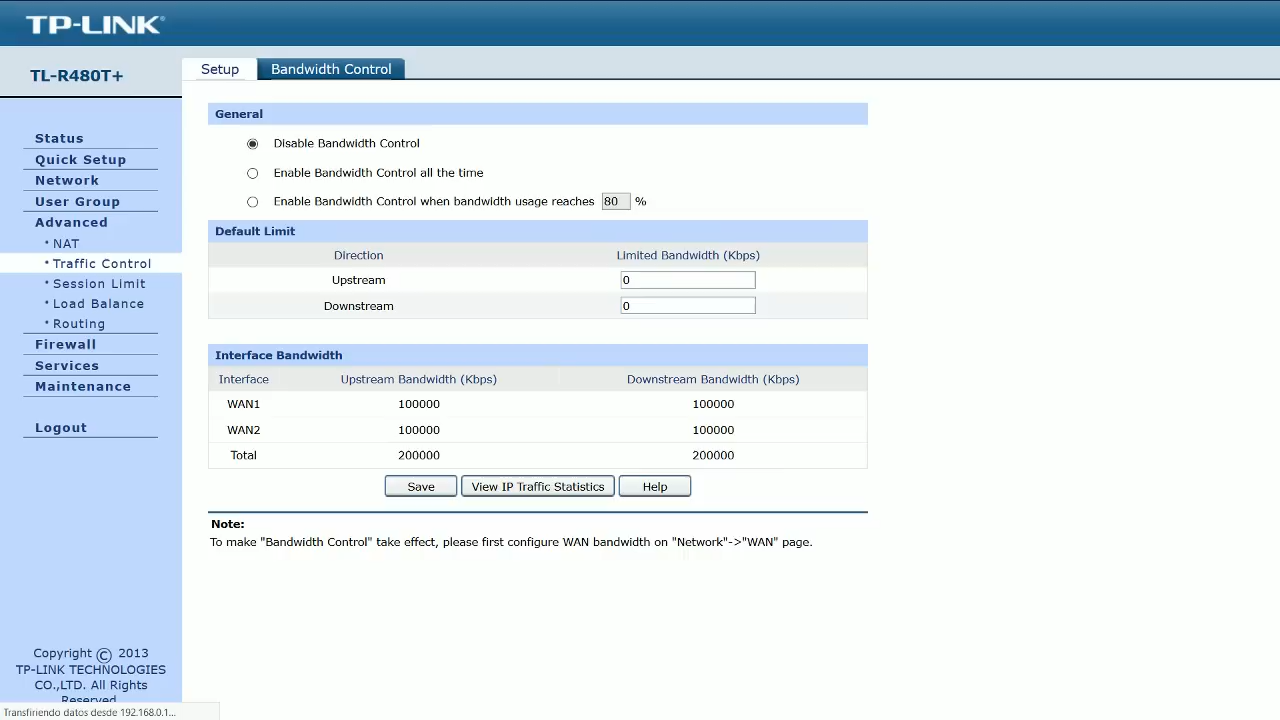 TP-LINK
TL-R480T+
Setup
Bandwidth Control
Status
Quick Setup
Network
User Group
Advanced
• NAT
• Traffic Control
• Session Limit
• Load Balance
• Routing
Firewall
Services
Maintenance
Logout
General
Disable Bandwidth Control
Enable Bandwidth Control all the time
Enable Bandwidth Control when bandwidth usage reaches 80 %
Default Limit
Direction Limited Bandwidth (Kbps)
Upstream 0
Downstream 0
Interface Bandwidth
Interface Upstream Bandwidth (Kbps) Downstream Bandwidth (Kbps)
WAN1 100000 100000
WAN2 100000 100000
Total 200000 200000
Save View IP Traffic Statistics Help
Note:
To make "Bandwidth Control" take effect, please first configure WAN bandwidth on "Network"->"WAN" page.
Copyright © 2013
TP-LINK TECHNOLOGIES
CO.,LTD. All Rights
Reserved
Transfiriendo datos desde 192.168.0.1...